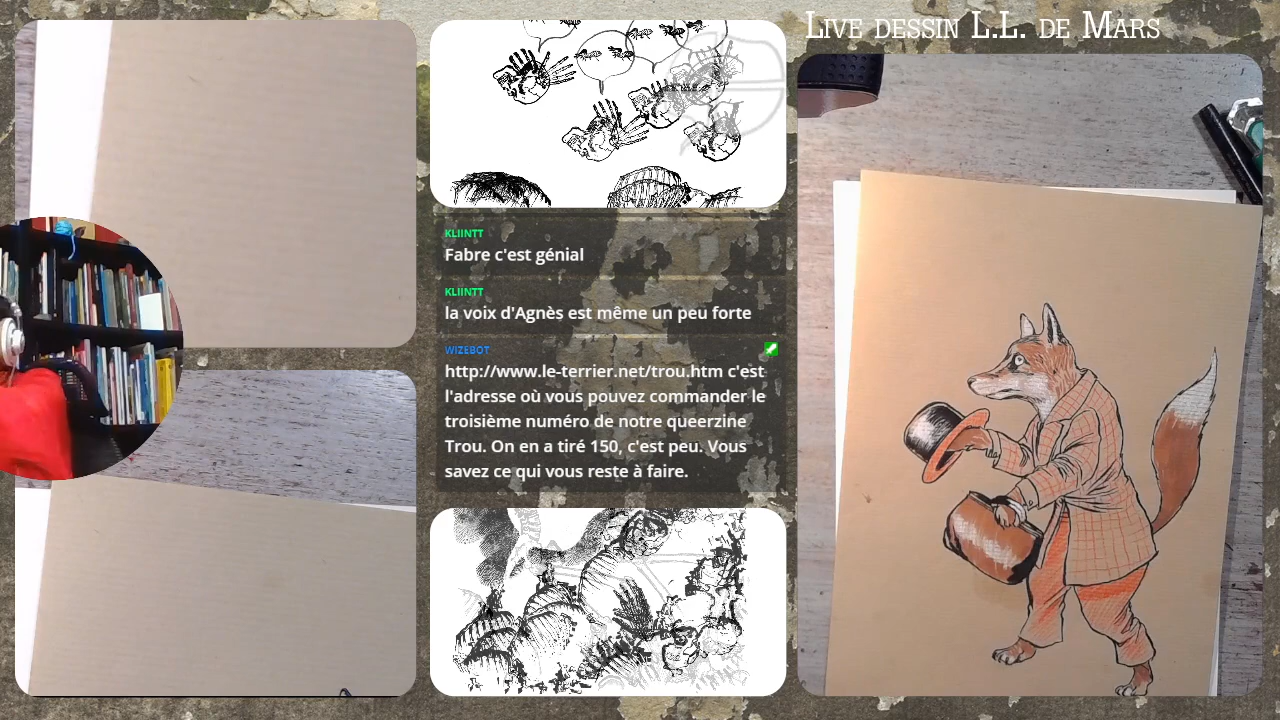 Live dessin L.L. de Mars
KLIINTT
Fabre c'est génial
KLIINTT
la voix d'Agnès est même un peu forte
WIZEBOT
http://www.le-terrier.net/trou.htm c'est
l'adresse où vous pouvez commander le
troisième numéro de notre queerzine
Trou. On en a tiré 150, c'est peu. Vous
savez ce qui vous reste à faire.